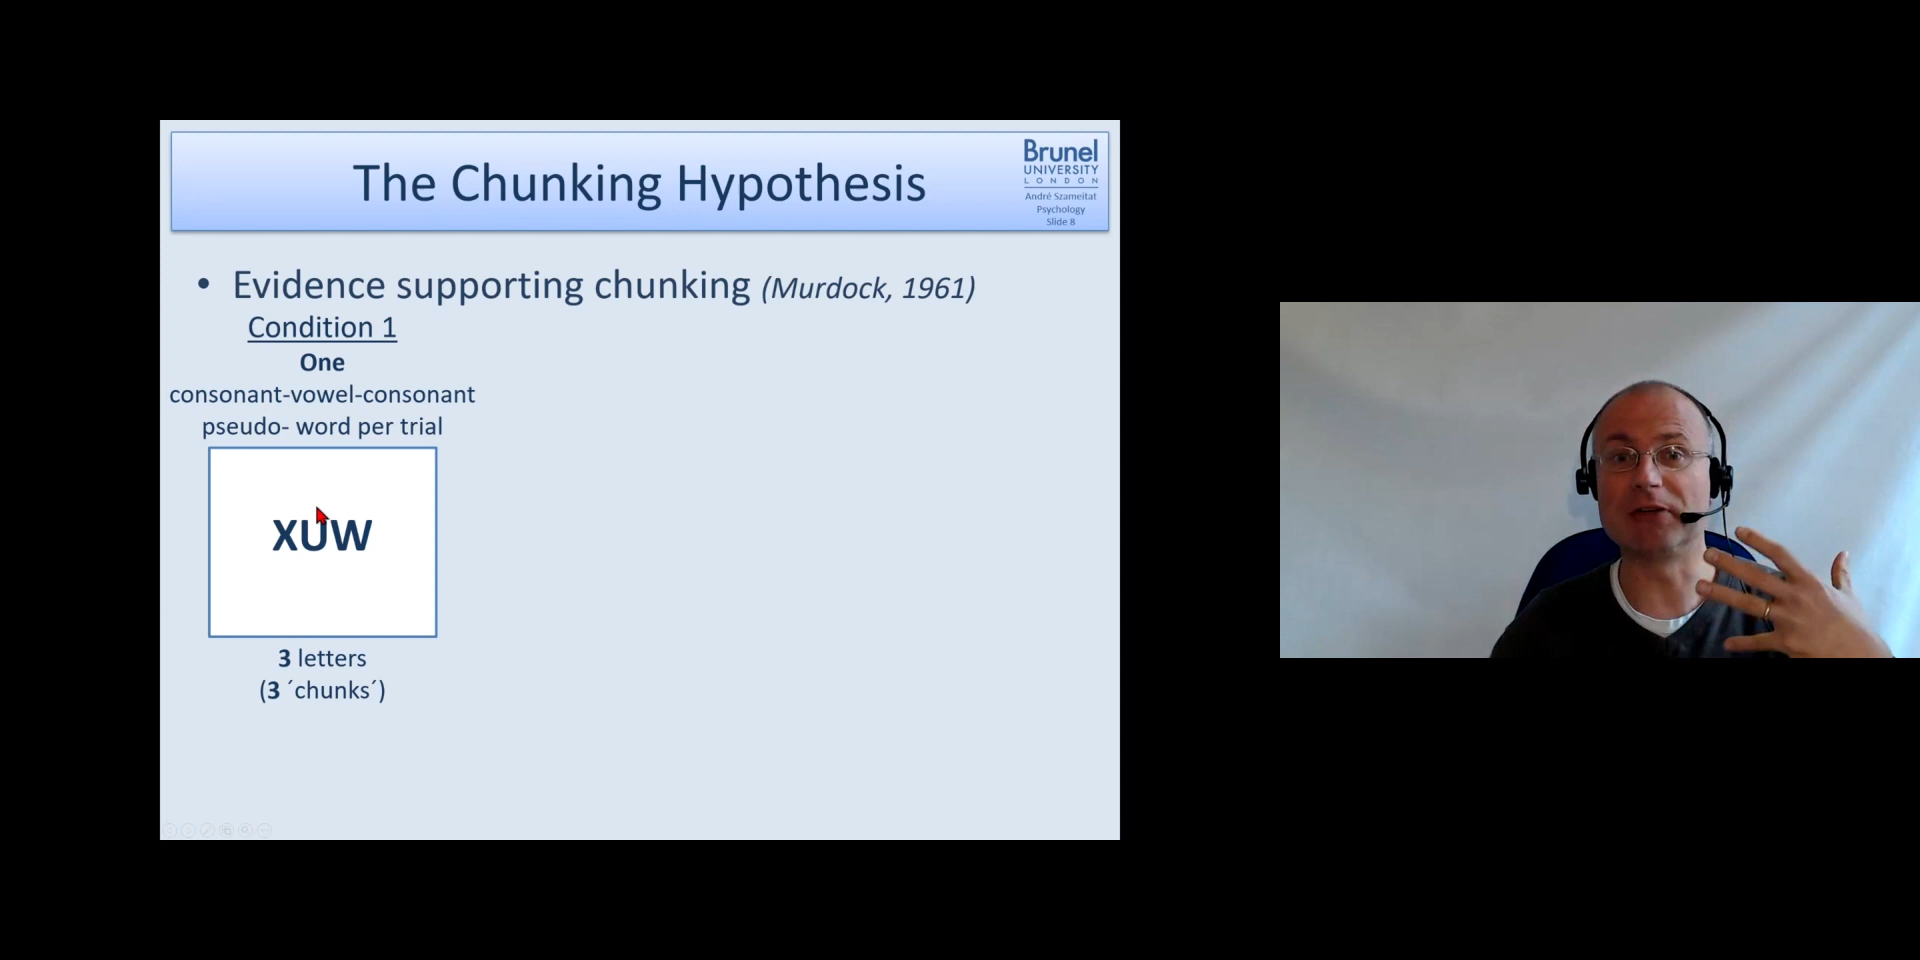 The Chunking Hypothesis
Brunel
UNIVERSITY
LONDON
André Szameitat
Psychology
Slide 8
• Evidence supporting chunking (Murdock, 1961)
Condition 1
One
consonant-vowel-consonant
pseudo- word per trial
XUW
3 letters
(3 ´chunks´)